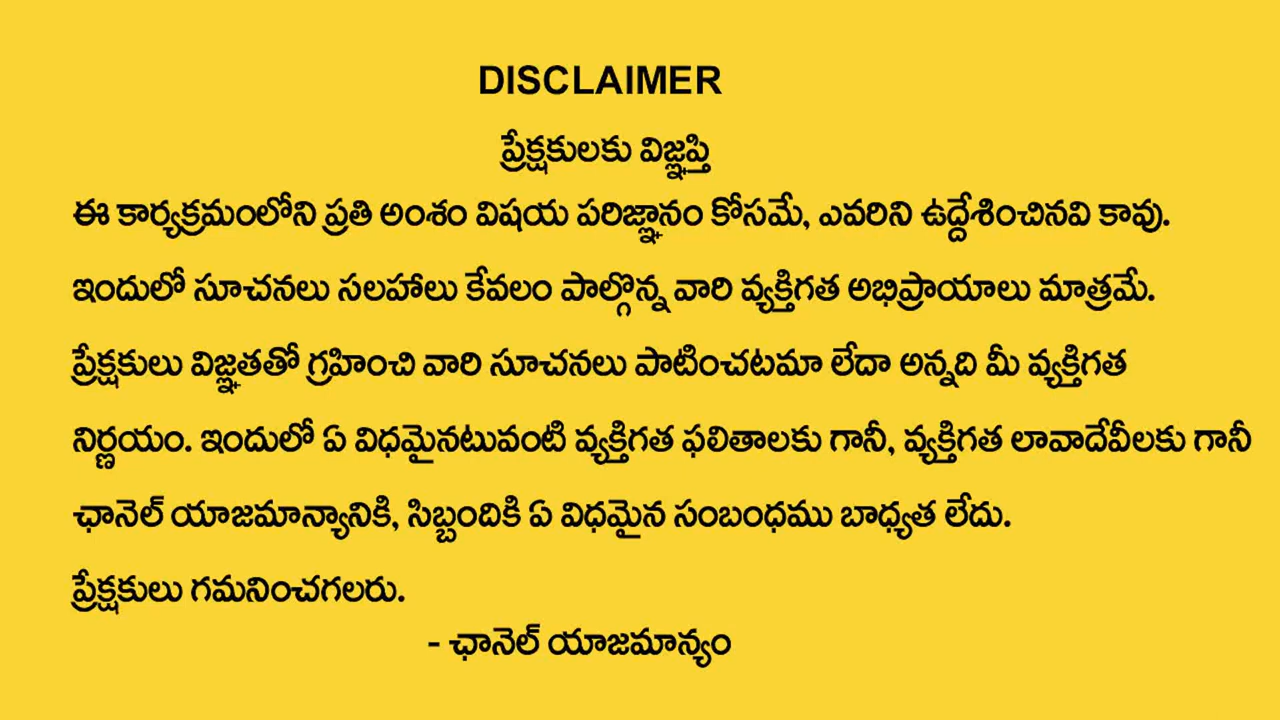 DISCLAIMER
ప్రేక్షకులకు విజ్ఞప్తి
ఈ కార్యక్రమంలోని ప్రతి అంశం విషయ పరిజ్ఞానం కోసమే, ఎవరిని ఉద్దేశించినవి కావు.
ఇందులో సూచనలు సలహాలు కేవలం పాల్గొన్న వారి వ్యక్తిగత అభిప్రాయాలు మాత్రమే.
ప్రేక్షకులు విజ్ఞతతో గ్రహించి వారి సూచనలు పాటించటమా లేదా అన్నది మీ వ్యక్తిగత
నిర్ణయం. ఇందులో ఏ విధమైనటువంటి వ్యక్తిగత ఫలితాలకు గానీ, వ్యక్తిగత లావాదేవీలకు గానీ
ఛానెల్ యాజమాన్యానికి, సిబ్బందికి ఏ విధమైన సంబంధము బాధ్యత లేదు.
ప్రేక్షకులు గమనించగలరు.
- ఛానెల్ యాజమాన్యం